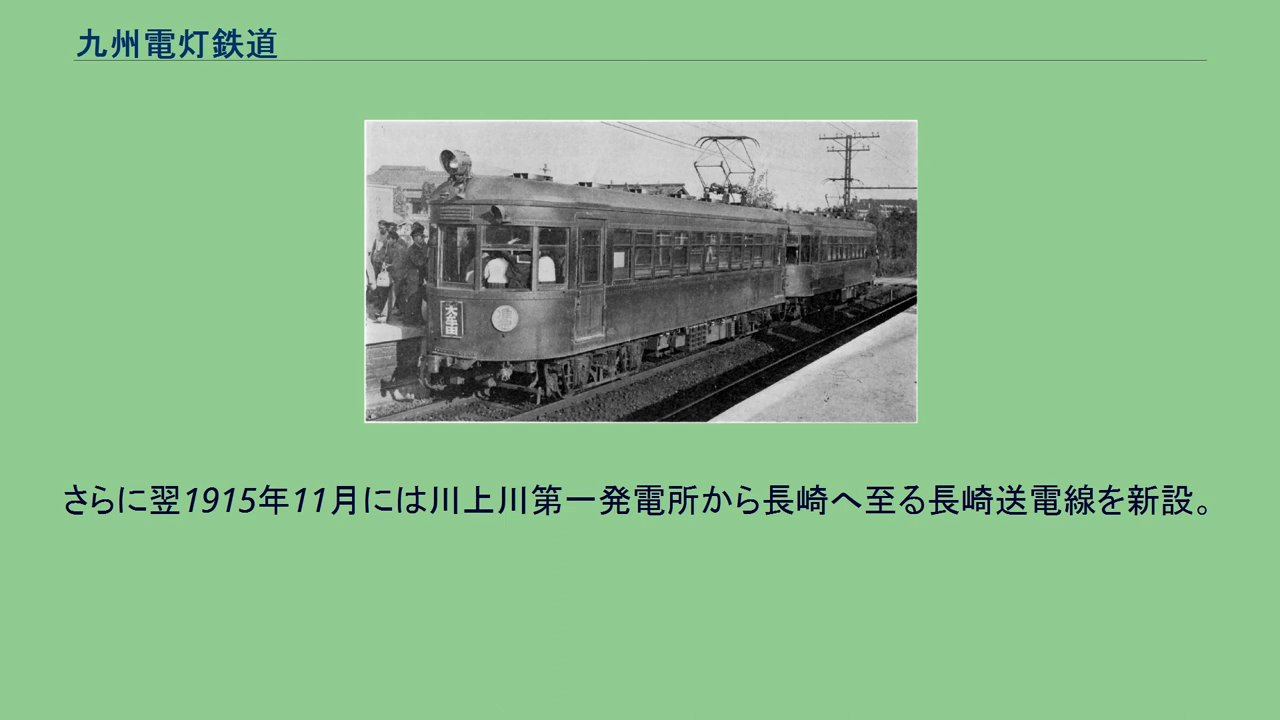 九州電灯鉄道
大牟田
さらに翌1915年11月には川上川第一発電所から長崎へ至る長崎送電線を新設。